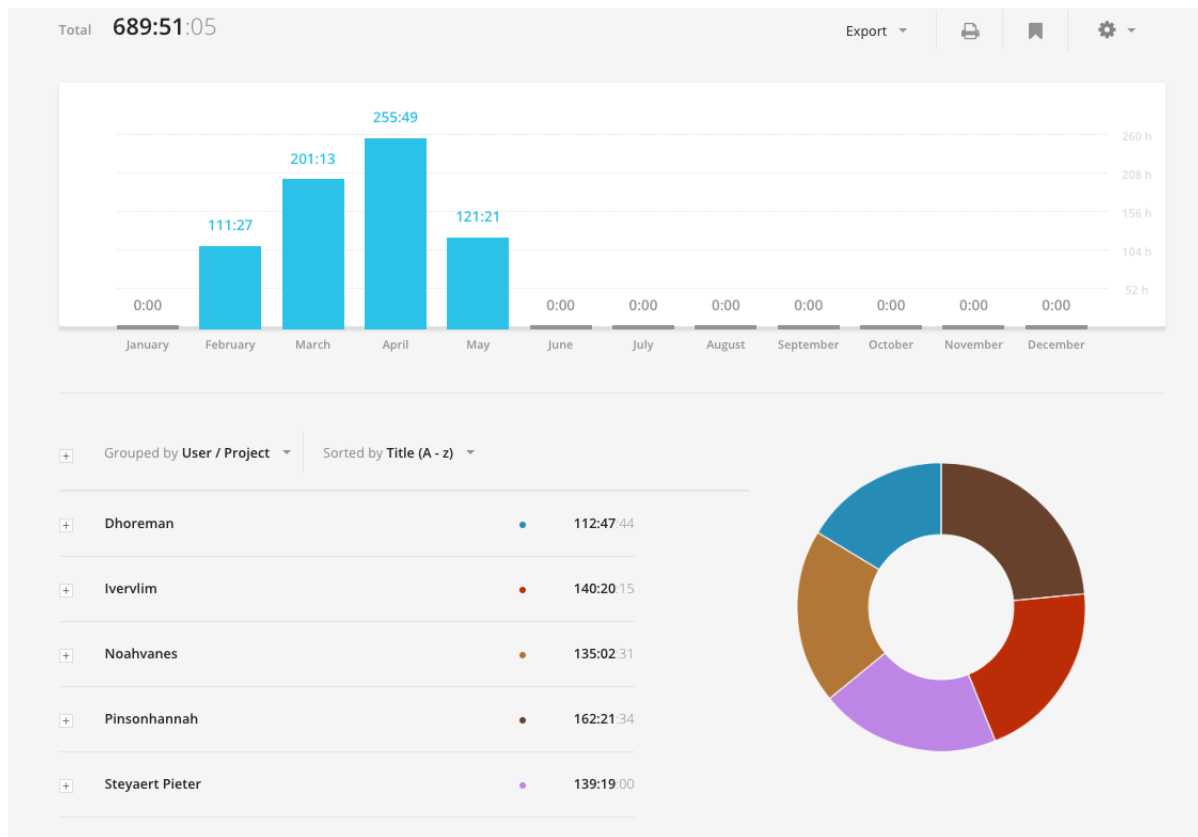 Total 689:51:05 Export
255:49
260 h
201:13
208 h
111:27 121:21
156 h
104 h
52 h
0:00 0:00 0:00 0:00 0:00 0:00 0:00 0:00
January February March April May June July August September October November December
Grouped by User / Project Sorted by Title (A - z)
Dhoreman 112:47:44
Ivervlim 140:20:15
Noahvanes 135:02:31
Pinsonhannah 162:21:34
Steyaert Pieter 139:19:00